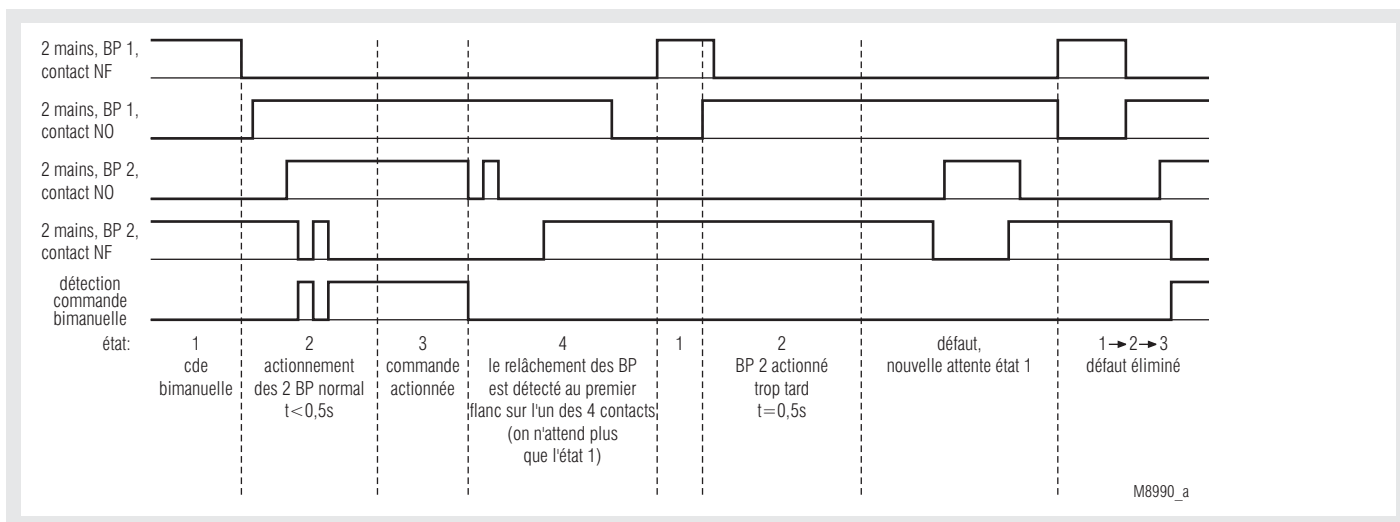 2 mains, BP 1,
contact NF
2 mains, BP 1,
contact NO
2 mains, BP 2,
contact NO
2 mains, BP 2,
contact NF
détection
commande
bimanuelle
état:
1
cde
bimanuelle
2
actionnement
des 2 BP normal
t<0,5s
3
commande
actionnée
4
le relâchement des BP
est détecté au premier
flanc sur l'un des 4 contacts
(on n'attend plus
que l'état 1)
1
2
BP 2 actionné
trop tard
t=0,5s
défaut,
nouvelle attente état 1
1→2→3
défaut éliminé
M8990_a